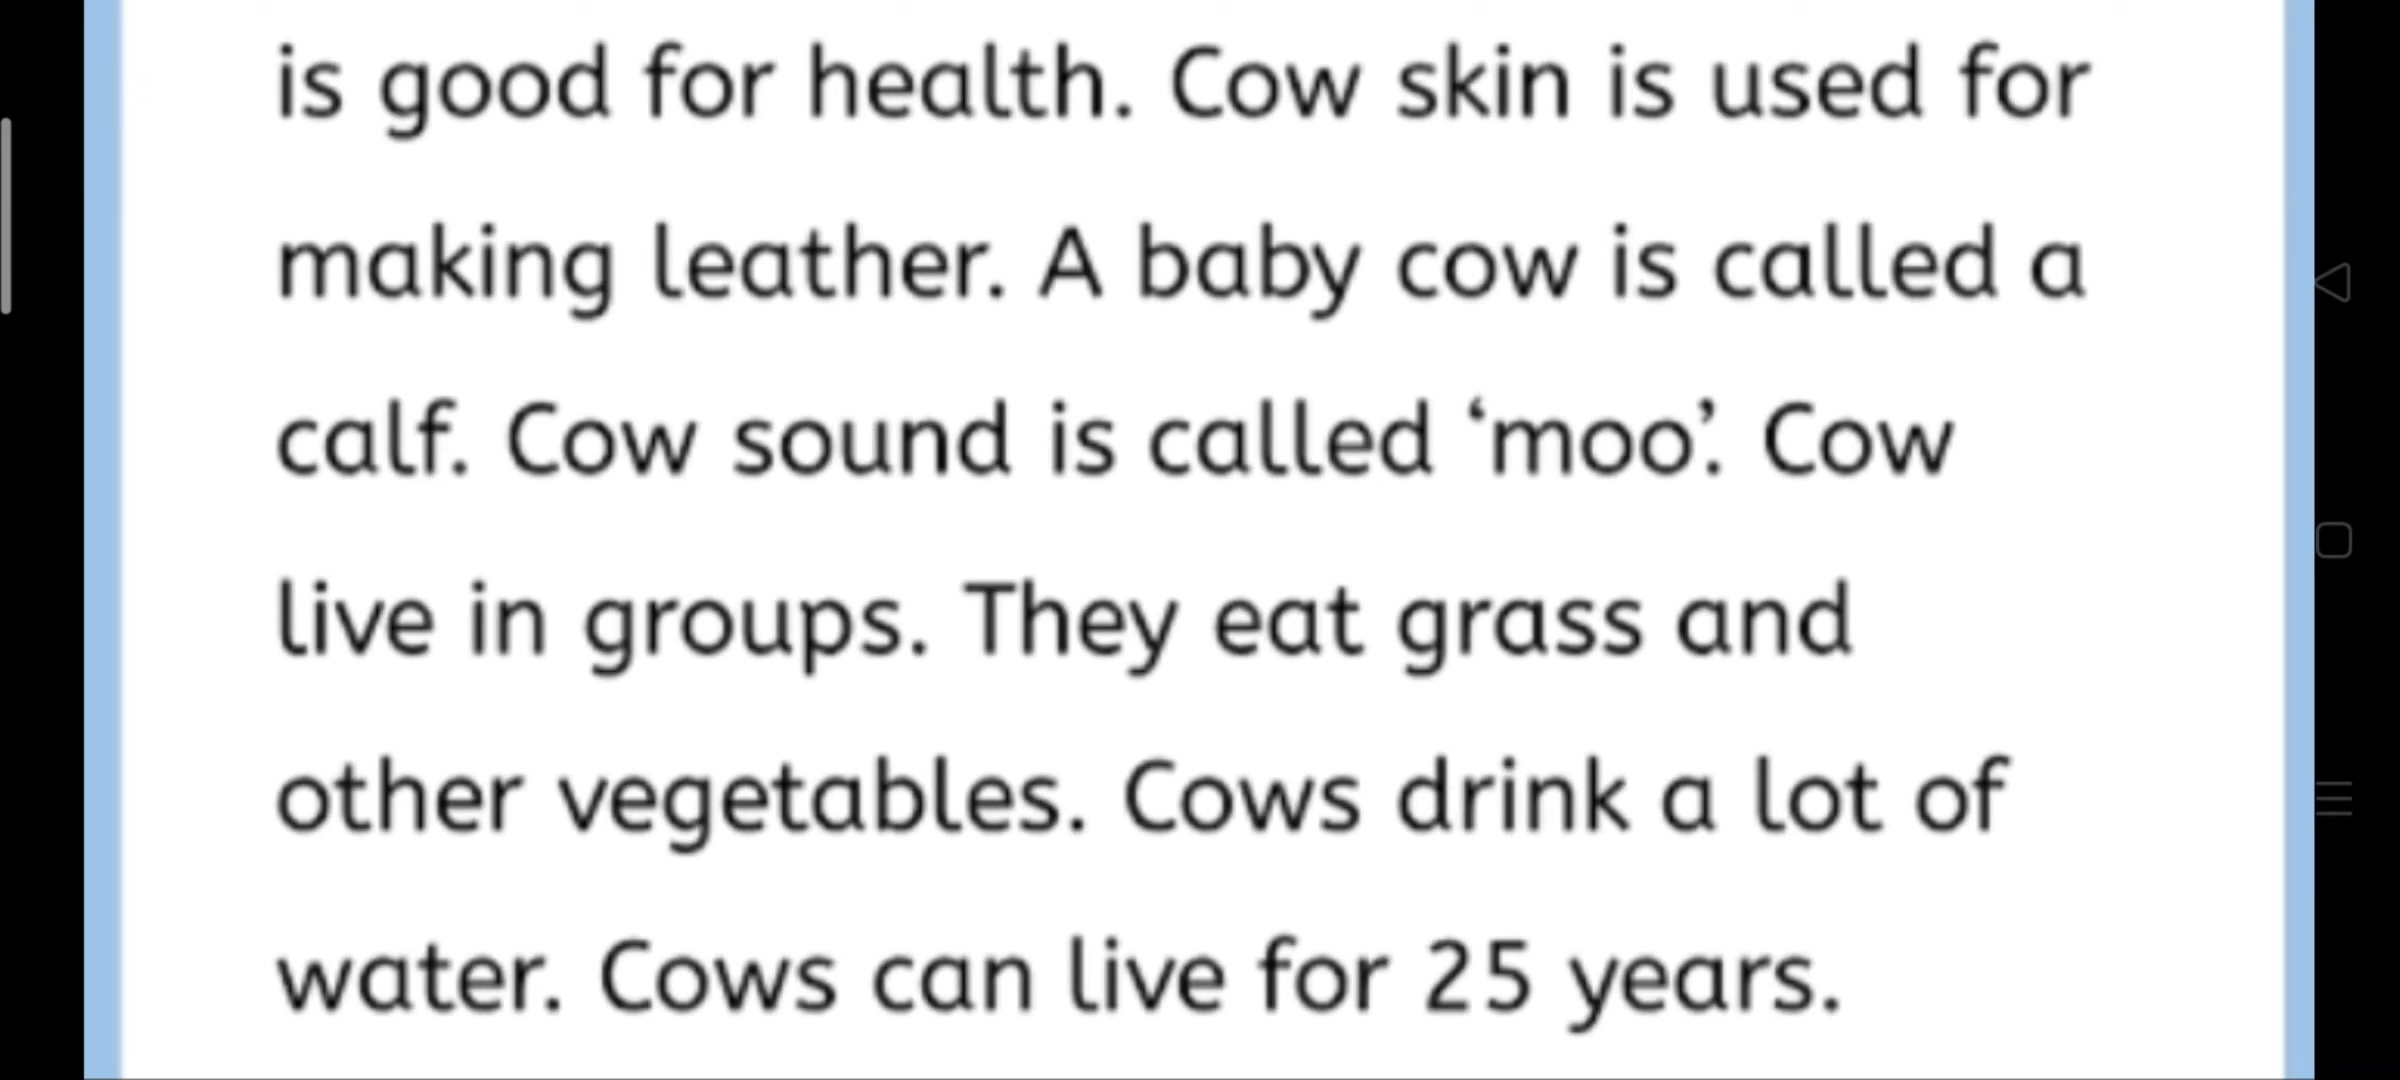 is good for health. Cow skin is used for
making leather. A baby cow is called a
calf. Cow sound is called ‘moo’. Cow
live in groups. They eat grass and
other vegetables. Cows drink a lot of
water. Cows can live for 25 years.